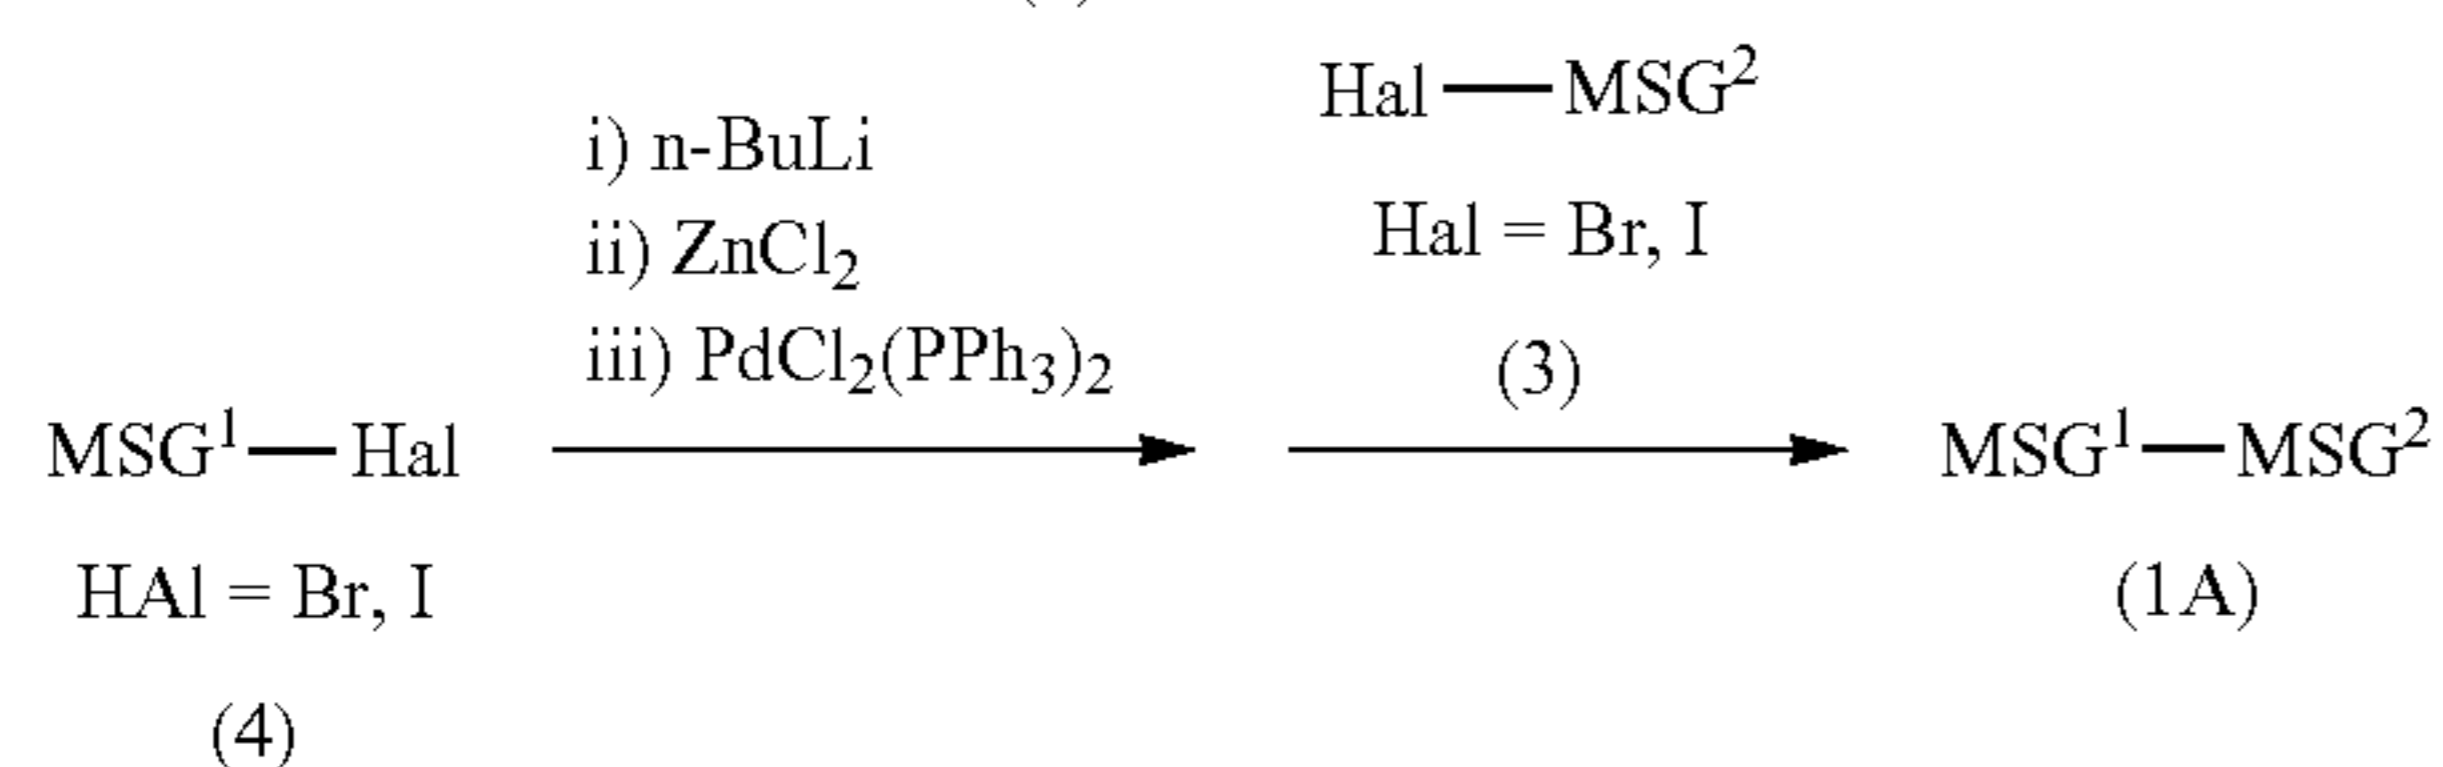 Hal — MSG²
i) n-BuLi
Hal = Br, I
ii) ZnCl₂
iii) PdCl₂(PPh₃)₂
(3)
MSG¹ — Hal
MSG¹ — MSG²
HAl = Br, I
(1A)
(4)